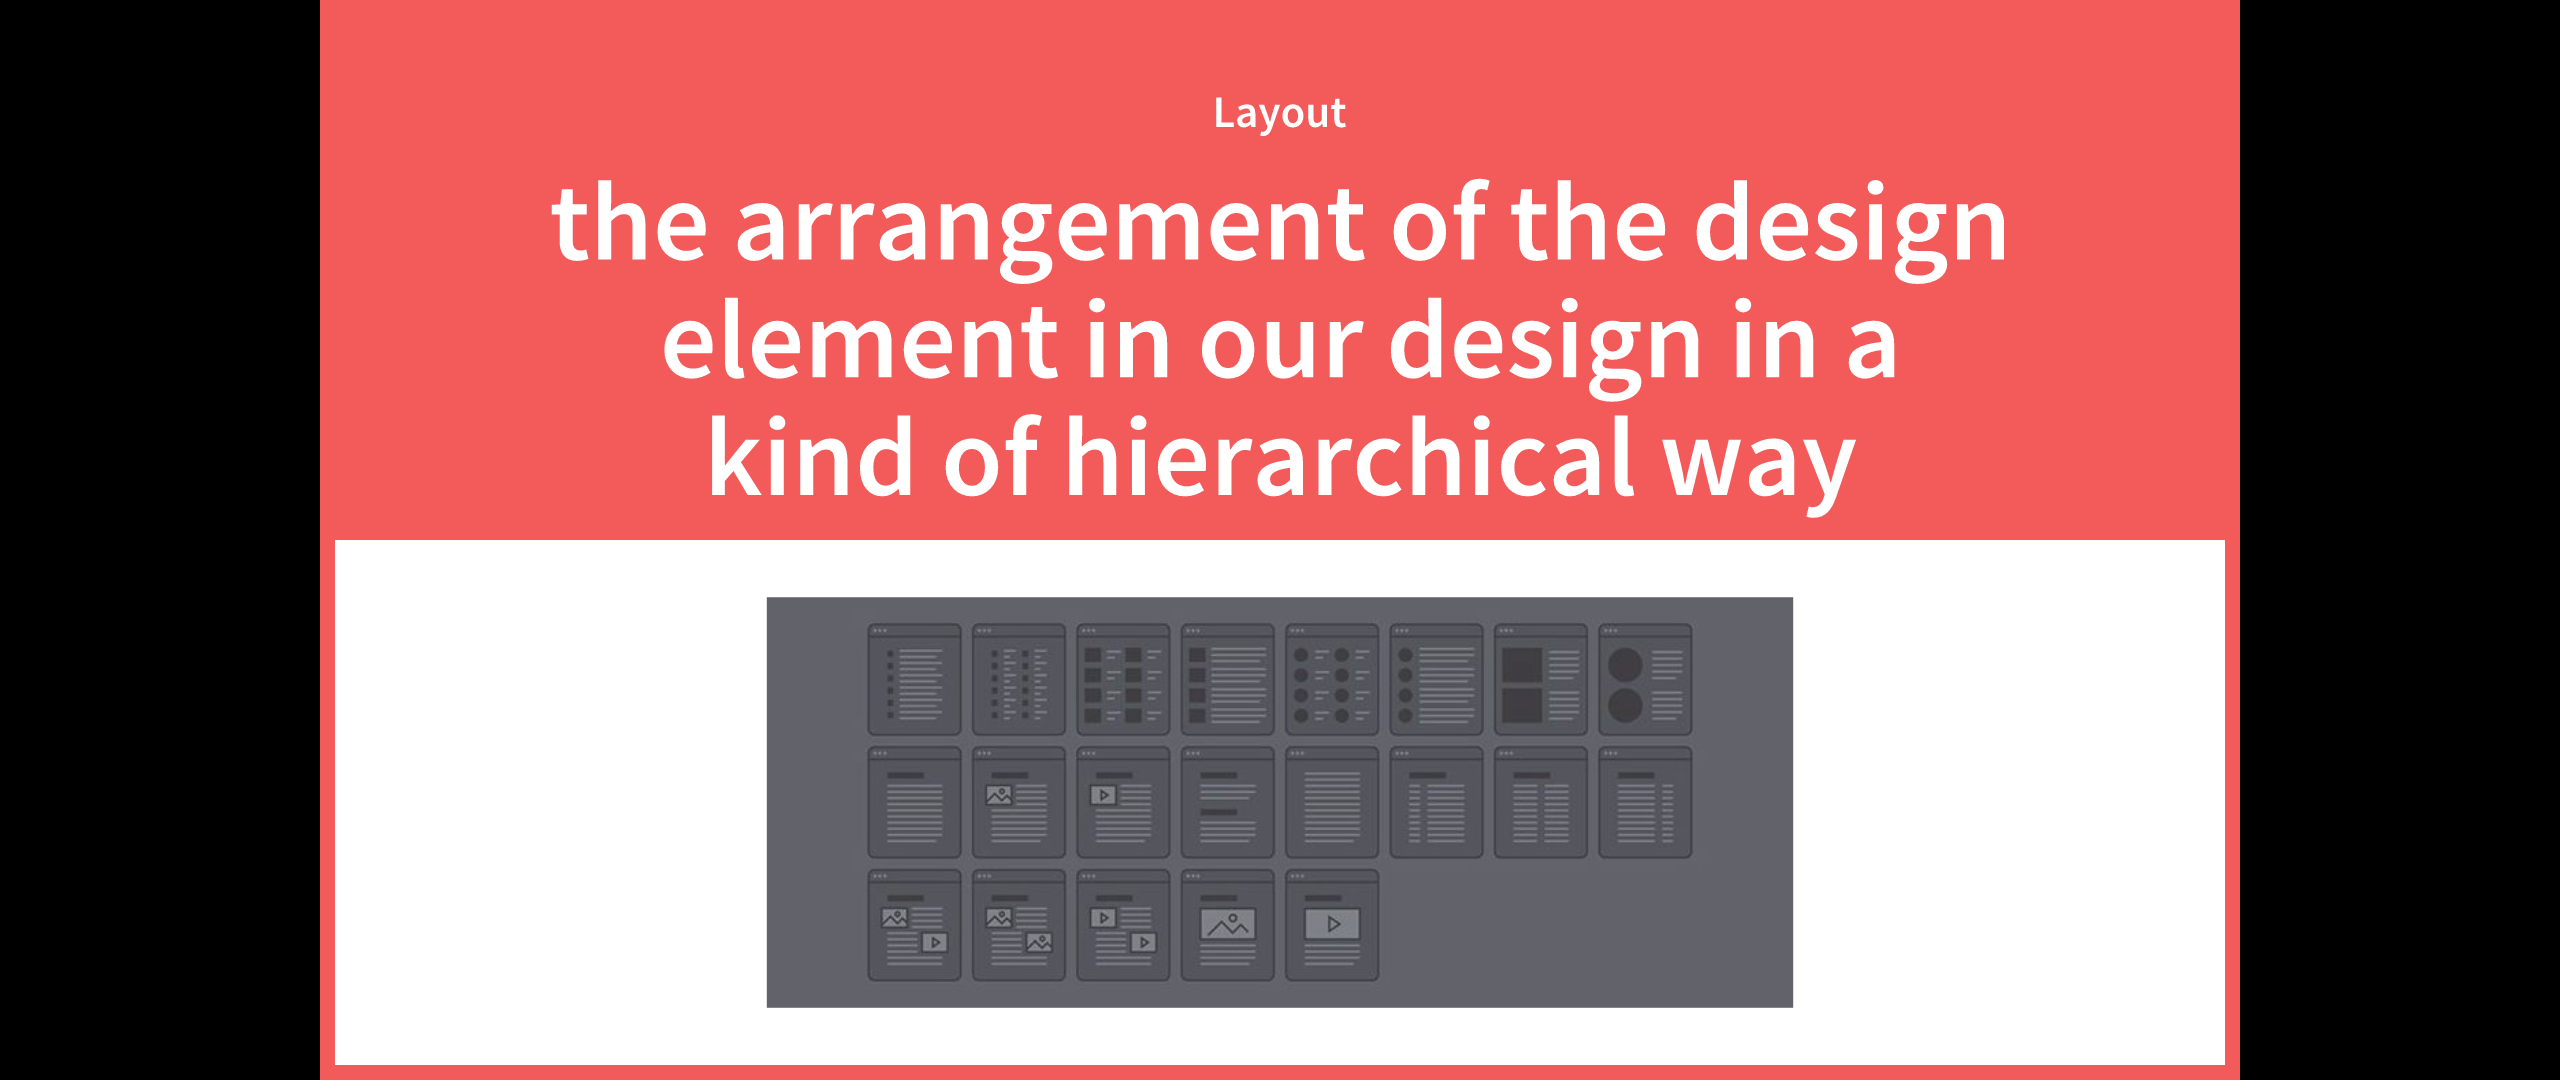 Layout
the arrangement of the design
element in our design in a
kind of hierarchical way